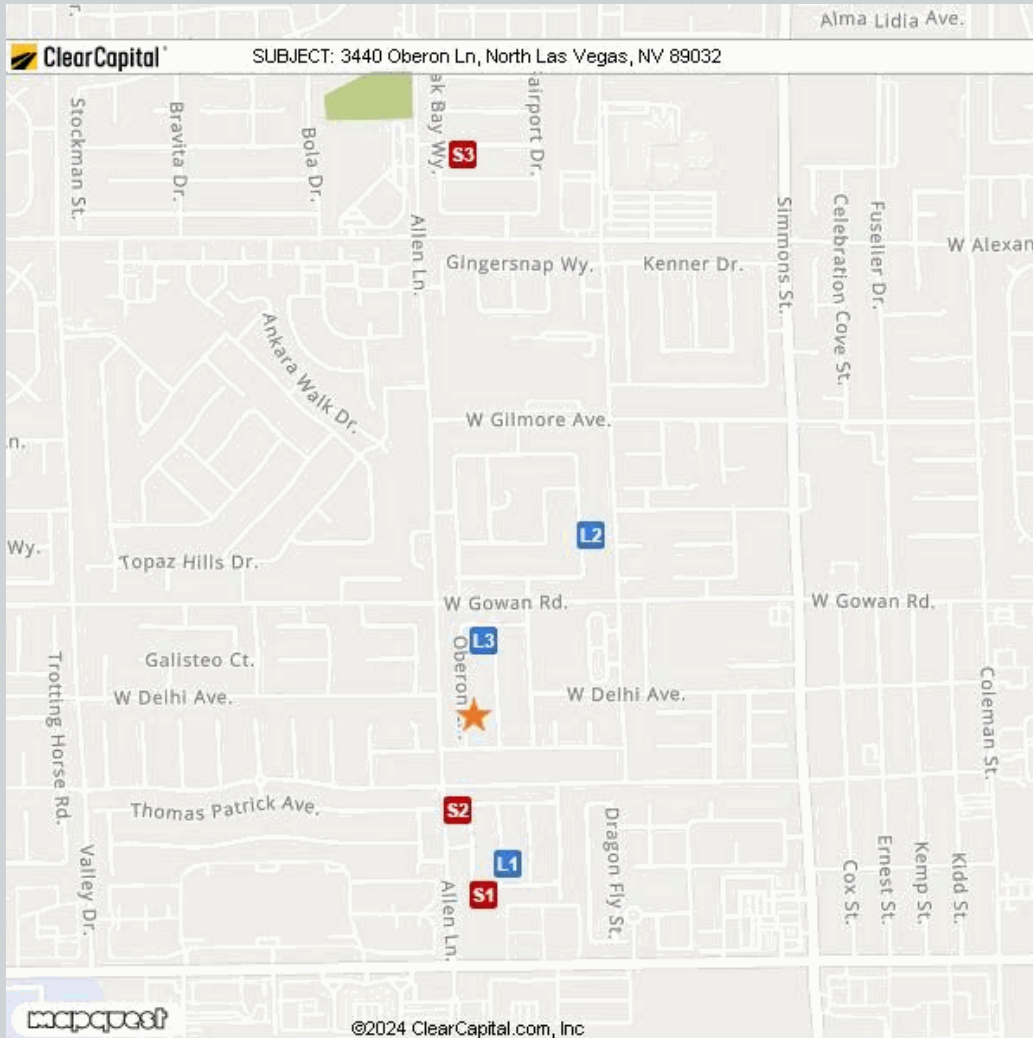 Alma Lidia Ave.
ClearCapital
SUBJECT: 3440 Oberon Ln, North Las Vegas, NV 89032
Stockman St.
Bravita Dr.
Bola Dr.
ak Bay Wy.
airport Dr.
S3
Allen Ln.
Simmons St.
Celebration Cove St.
Fuselier Dr.
W Alexan
Gingersnap Wy.
Kenner Dr.
Ankara Walk Dr.
W Gilmore Ave.
n.
L2
Wy.
Topaz Hills Dr.
W Gowan Rd.
W Gowan Rd.
L3
Oberon
Galisteo Ct.
Trotting Horse Rd.
W Delhi Ave.
W Delhi Ave.
Coleman St.
S2
Thomas Patrick Ave.
Dragon Fly St.
L1
S1
Valley Dr.
Allen Ln.
Cox St.
Ernest St.
Kemp St.
Kidd St.
mapquest
©2024 ClearCapital.com, Inc